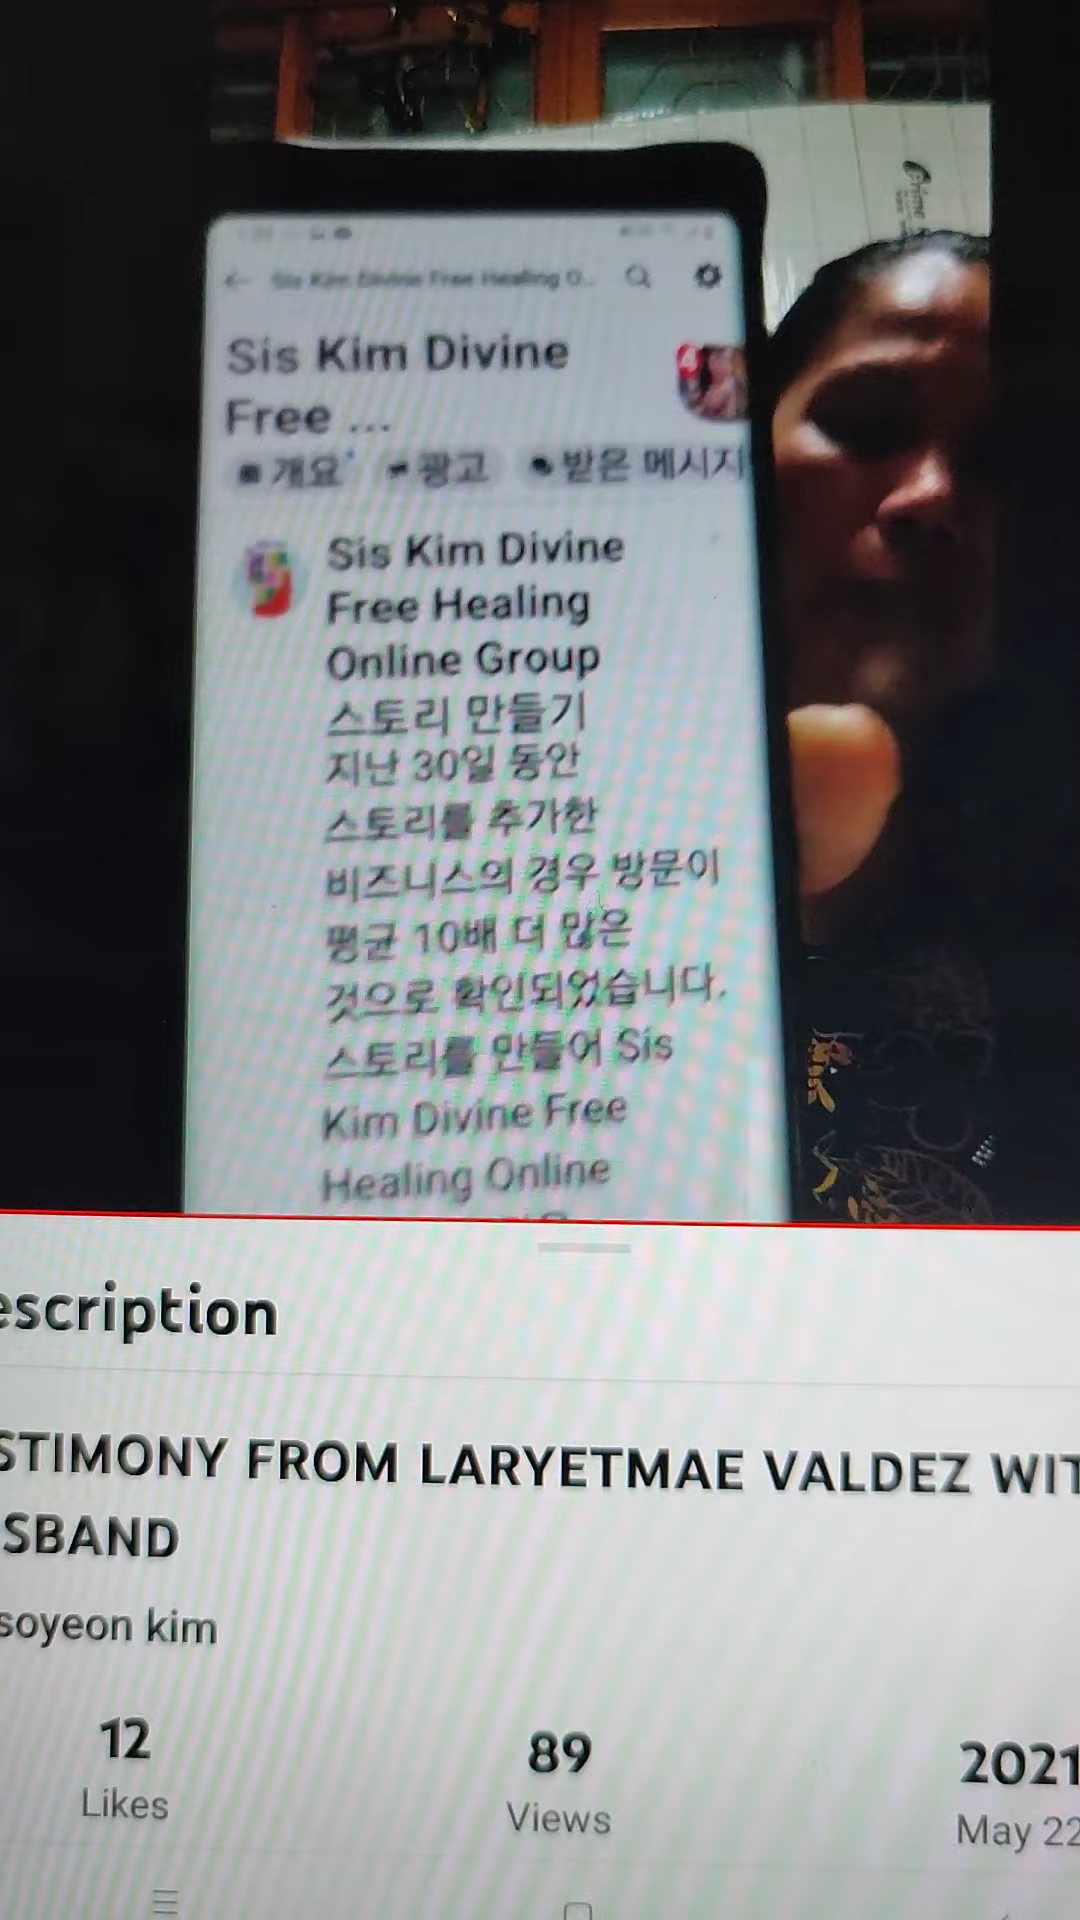 Sis Kim Divine Free Healing O...
Sis Kim Divine
Free ...
개요 광고 받은 메시지
Sis Kim Divine
Free Healing
Online Group
스토리 만들기
지난 30일 동안
스토리를 추가한
비즈니스의 경우 방문이
평균 10배 더 많은
것으로 확인되었습니다.
스토리를 만들어 Sis
Kim Divine Free
Healing Online
Prime
escription
STIMONY FROM LARYETMAE VALDEZ WIT
SBAND
soyeon kim
12 89 2021
Likes Views May 22